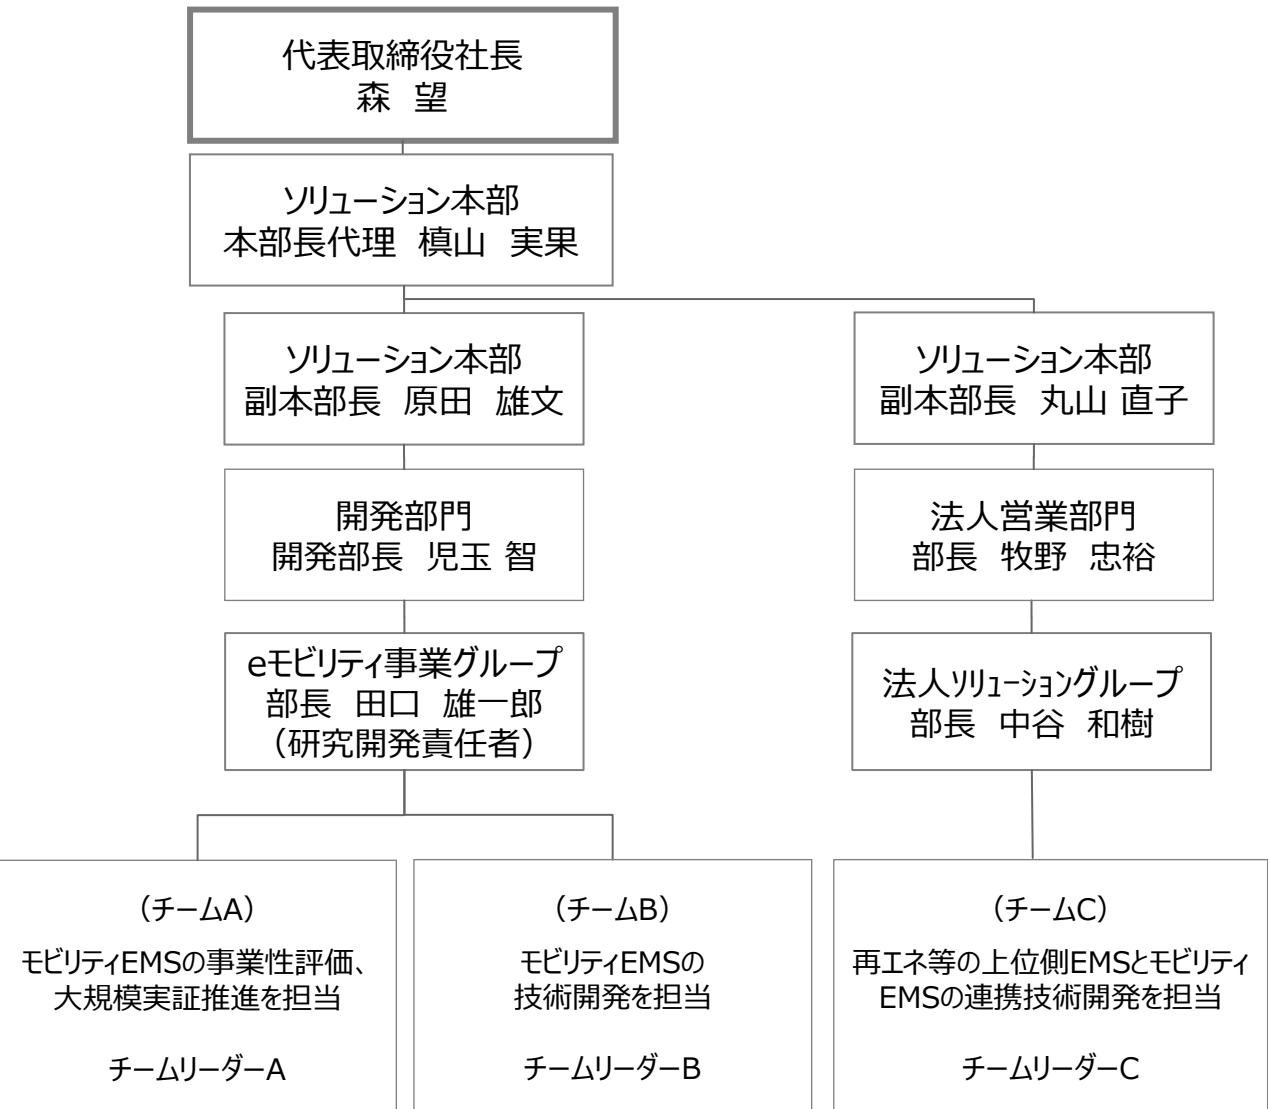 代表取締役社長
森 望
ソリューション本部
本部長代理 槙山 実果
ソリューション本部
副本部長 原田 雄文
ソリューション本部
副本部長 丸山 直子
開発部門
開発部長 児玉 智
法人営業部門
部長 牧野 忠裕
eモビリティ事業グループ
部長 田口 雄一郎
（研究開発責任者）
法人ソリューショングループ
部長 中谷 和樹
（チームA）
モビリティEMSの事業性評価、
大規模実証推進を担当
チームリーダーA
（チームB）
モビリティEMSの
技術開発を担当
チームリーダーB
（チームC）
再エネ等の上位側EMSとモビリティ
EMSの連携技術開発を担当
チームリーダーC